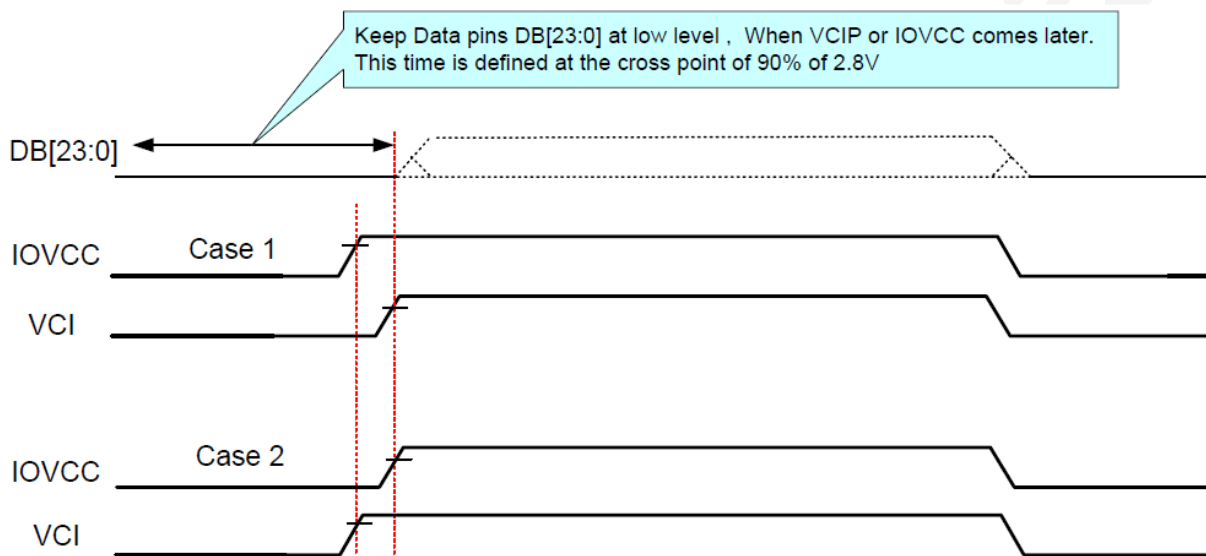 Keep Data pins DB[23:0] at low level , When VCIP or IOVCC comes later.
This time is defined at the cross point of 90% of 2.8V
DB[23:0]
IOVCC
Case 1
VCI
IOVCC
Case 2
VCI